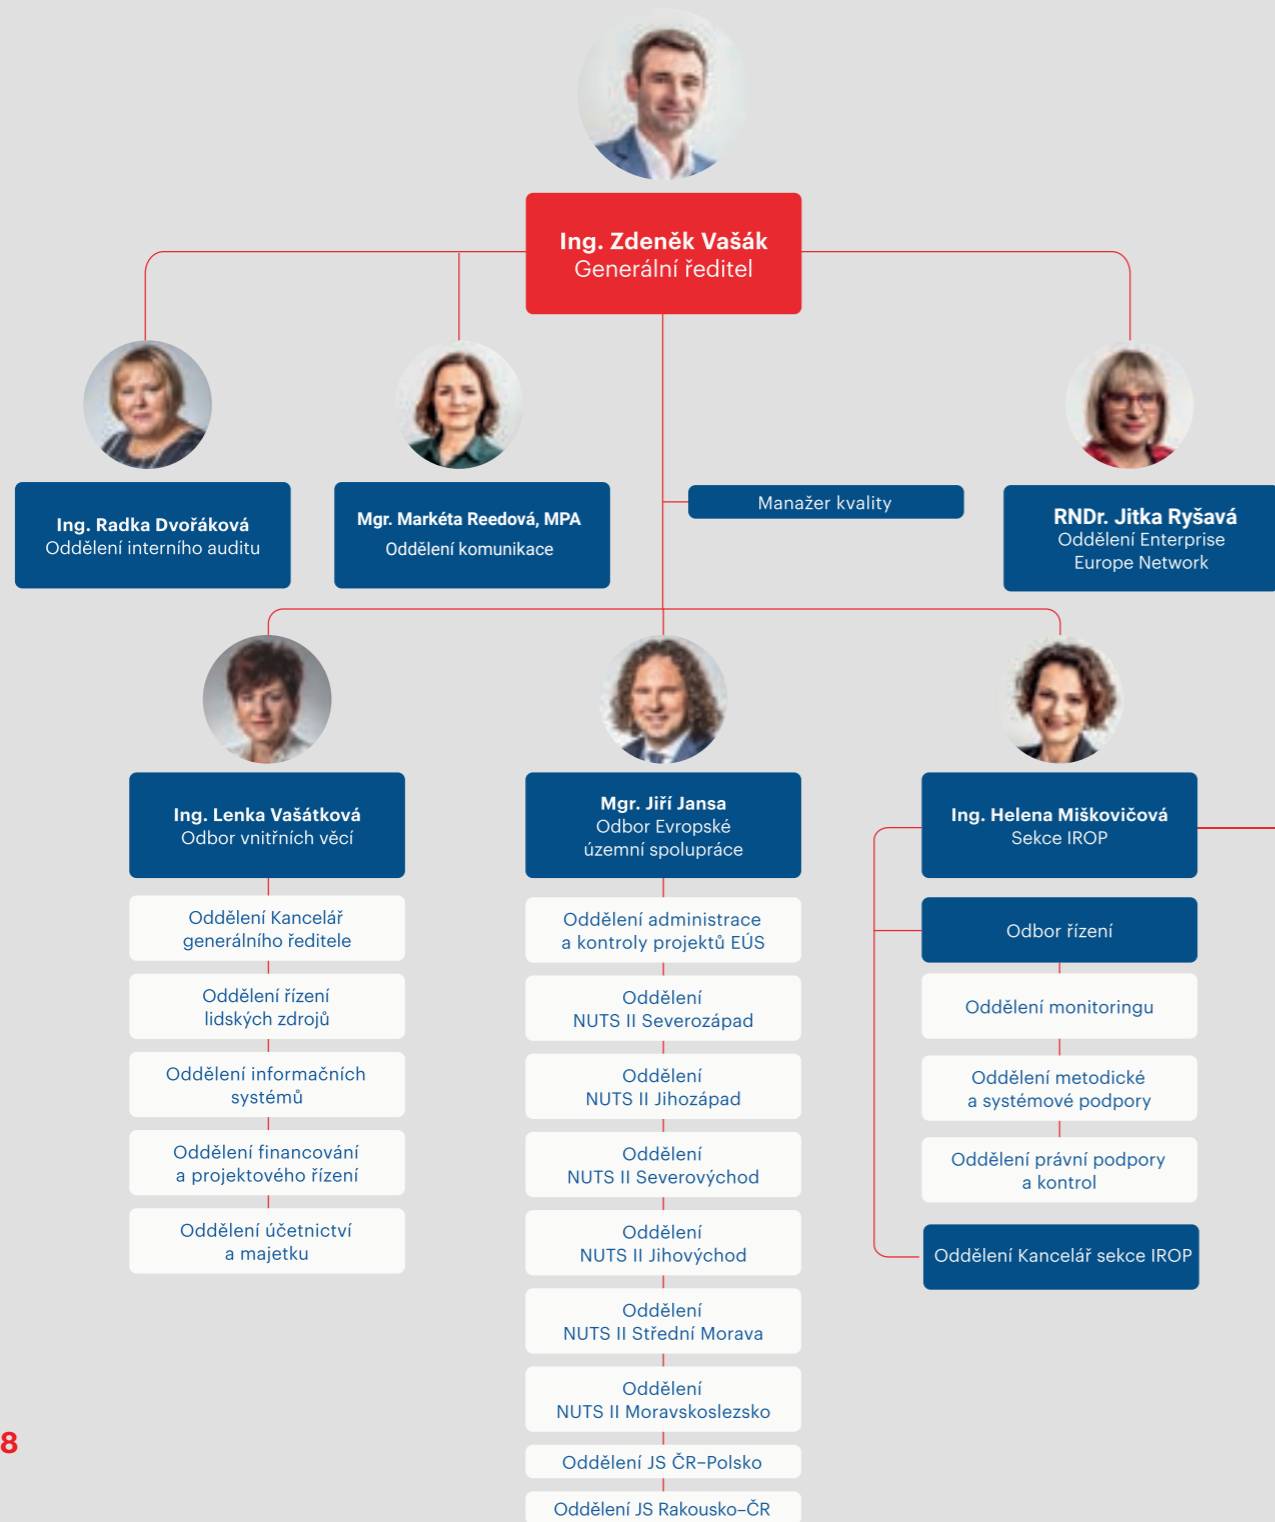 Ing. Zdeněk Vašák
Generální ředitel
Ing. Radka Dvořáková
Oddělení interního auditu
Mgr. Markéta Reedová, MPA
Oddělení komunikace
Manažer kvality
RNDr. Jitka Ryšavá
Oddělení Enterprise
Europe Network
Ing. Lenka Vašátková
Odbor vnitřních věcí
Oddělení Kancelář
generálního ředitele
Oddělení řízení
lidských zdrojů
Oddělení informačních
systémů
Oddělení financování
a projektového řízení
Oddělení účetnictví
a majetku
Mgr. Jiří Jansa
Odbor Evropské
územní spolupráce
Oddělení administrace
a kontroly projektů EÚS
Oddělení
NUTS II Severozápad
Oddělení
NUTS II Jihozápad
Oddělení
NUTS II Severovýchod
Oddělení
NUTS II Jihovýchod
Oddělení
NUTS II Střední Morava
Oddělení
NUTS II Moravskoslezsko
Oddělení JS ČR–Polsko
Oddělení JS Rakousko–ČR
Ing. Helena Miškovičová
Sekce IROP
Odbor řízení
Oddělení monitoringu
Oddělení metodické
a systémové podpory
Oddělení právní podpory
a kontrol
Oddělení Kancelář sekce IROP
8